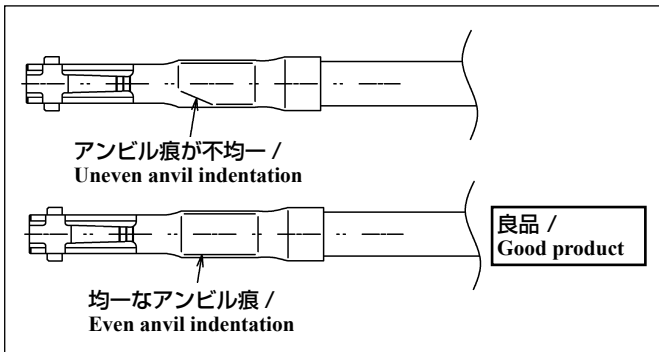 アンビル痕が不均一 /
Uneven anvil indentation
良品 /
Good product
均一なアンビル痕 /
Even anvil indentation